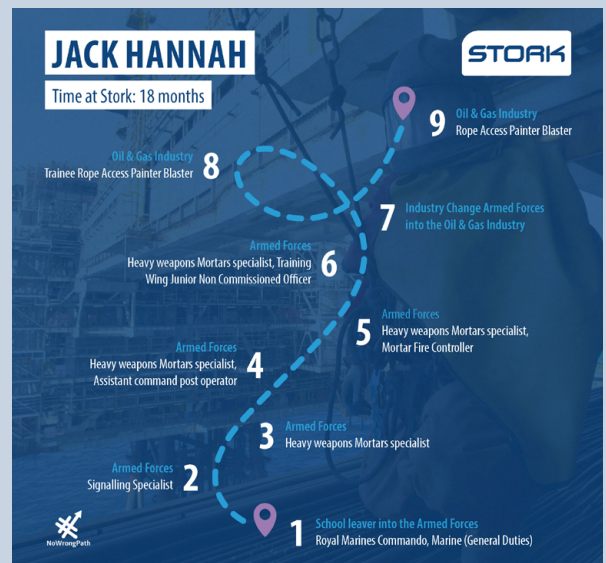 JACK HANNAH
STORK
Time at Stork: 18 months
9
Oil & Gas Industry
Rope Access Painter Blaster
8
Oil & Gas Industry
Trainee Rope Access Painter Blaster
7
Industry Change Armed Forces
into the Oil & Gas Industry
6
Armed Forces
Heavy weapons Mortars specialist, Training
Wing Junior Non Commissioned Officer
5
Armed Forces
Heavy weapons Mortars specialist,
Mortar Fire Controller
4
Armed Forces
Heavy weapons Mortars specialist,
Assistant command post operator
3
Armed Forces
Heavy weapons Mortars specialist
2
Armed Forces
Signalling Specialist
1
School leaver into the Armed Forces
Royal Marines Commando, Marine (General Duties)
NoWrongPath